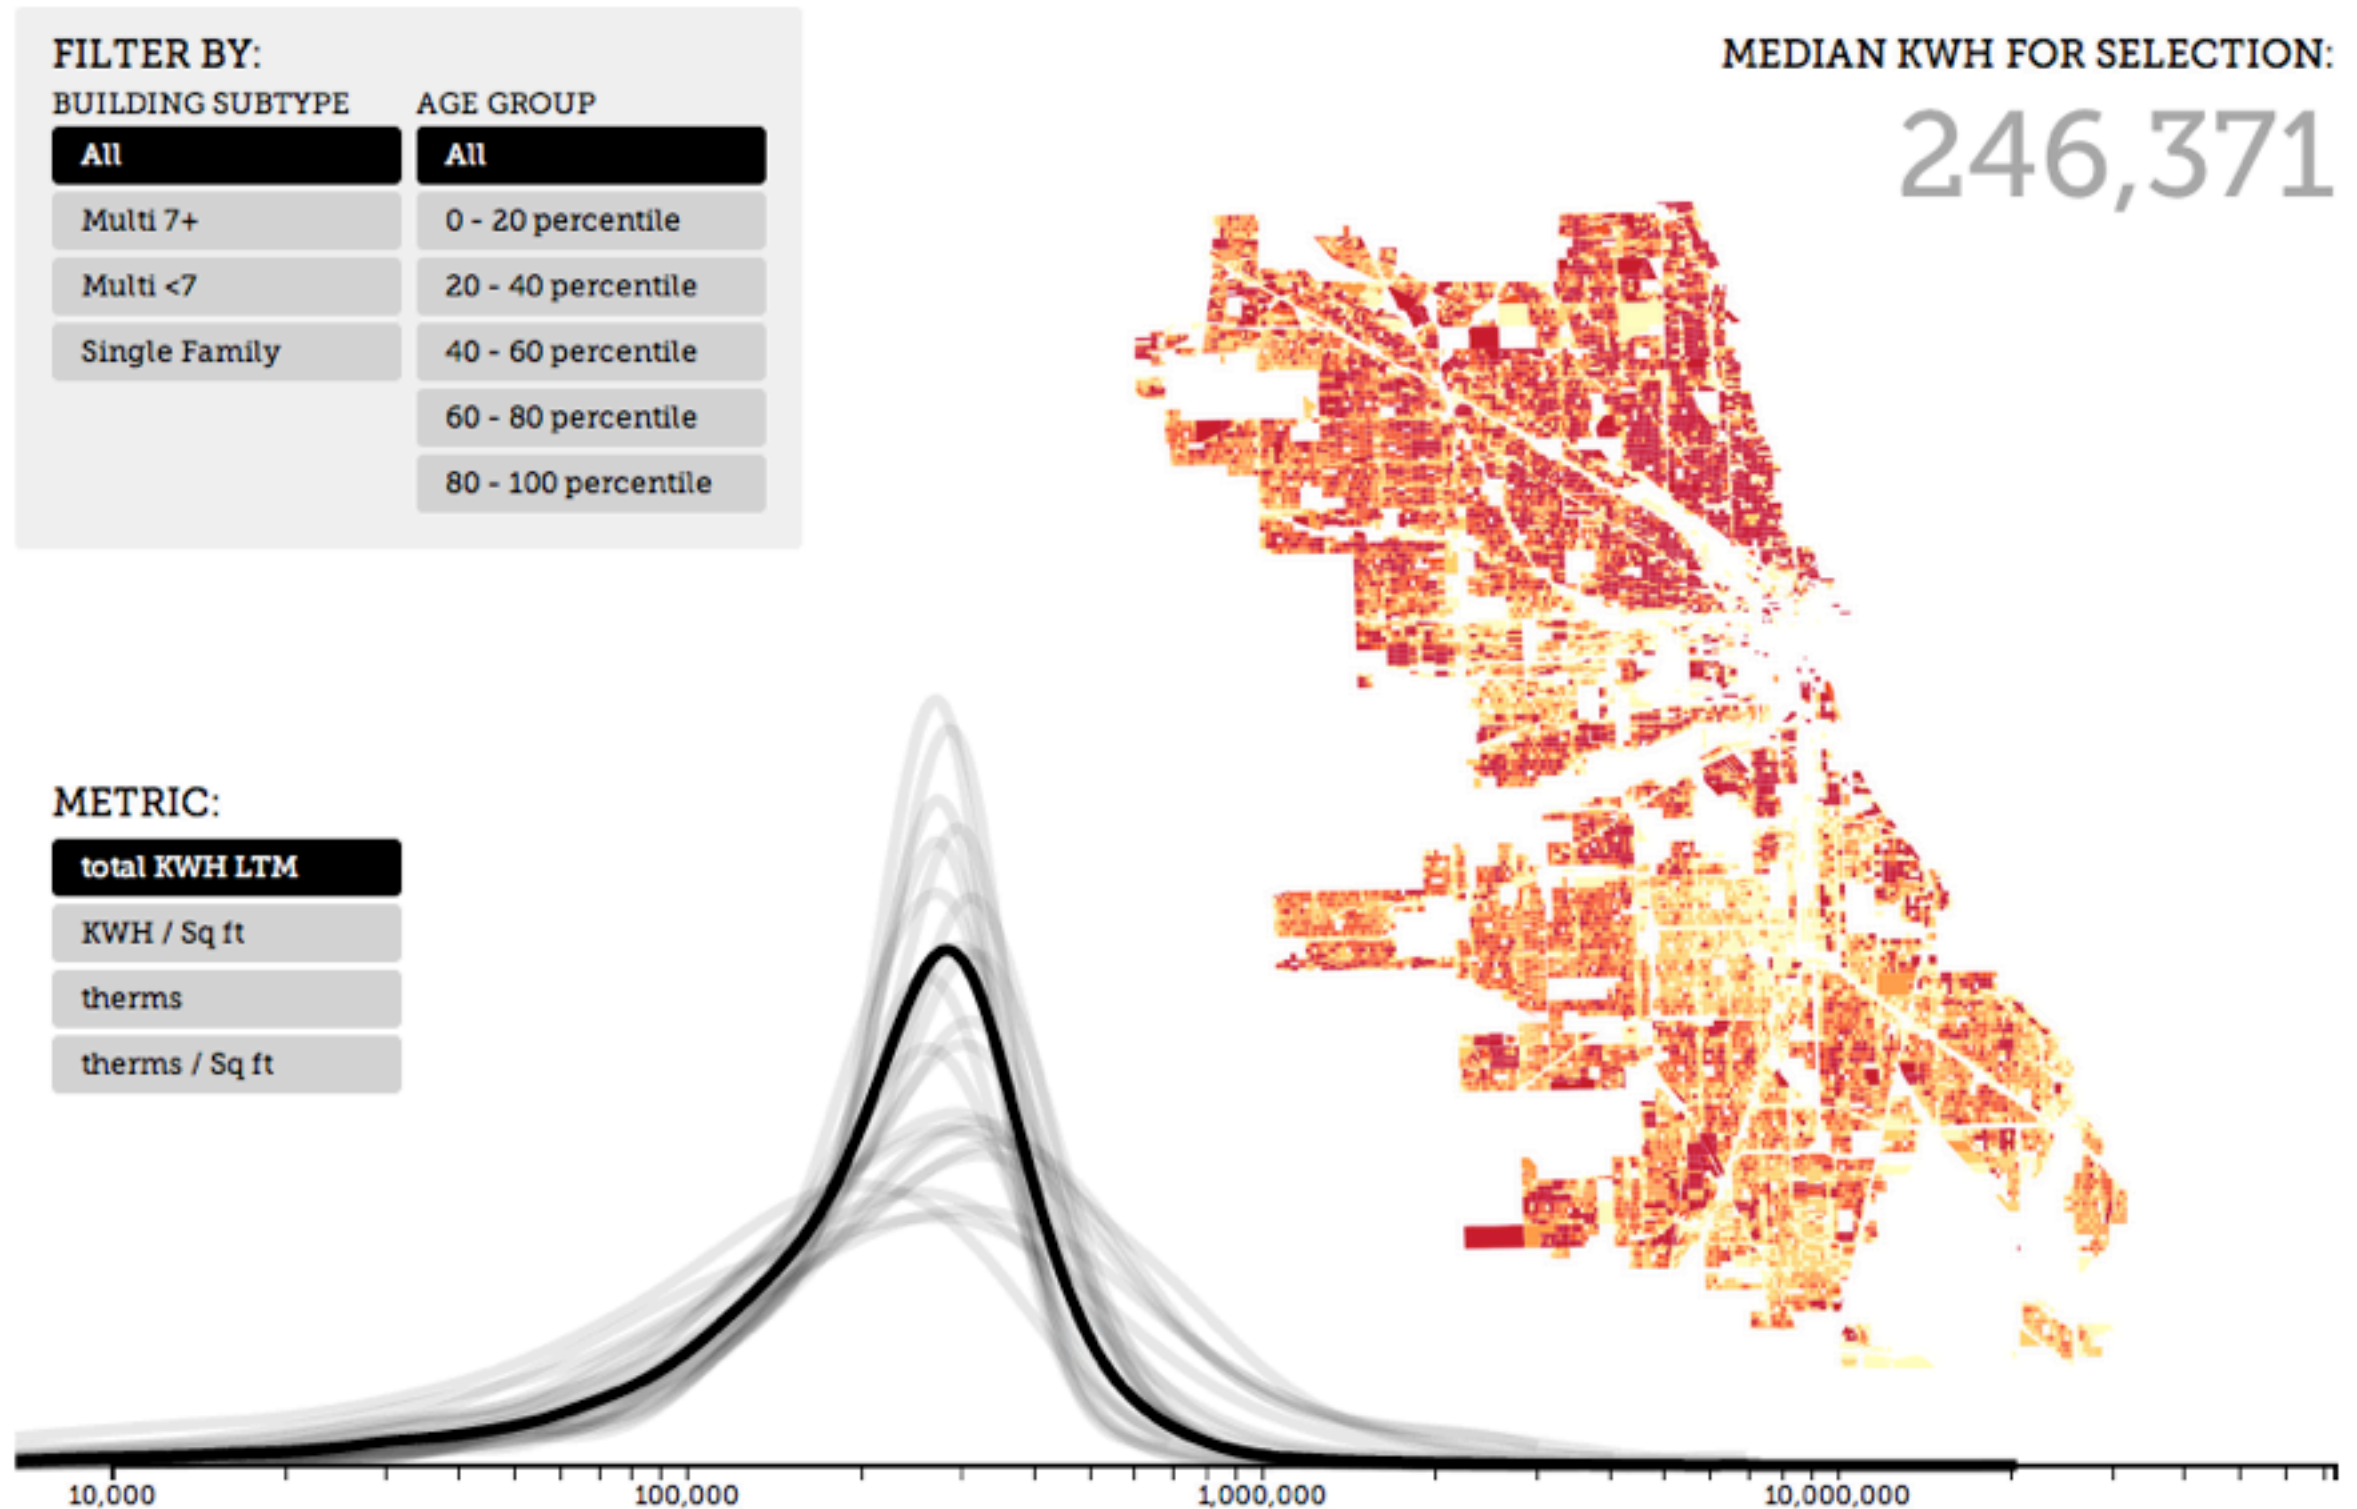 FILTER BY:
BUILDING SUBTYPE
All
Multi 7+
Multi <7
Single Family
AGE GROUP
All
0 - 20 percentile
20 - 40 percentile
40 - 60 percentile
60 - 80 percentile
80 - 100 percentile
MEDIAN KWH FOR SELECTION:
246,371
METRIC:
total KWH LTM
KWH / Sq ft
therms
therms / Sq ft
10,000
100,000
1,000,000
10,000,000